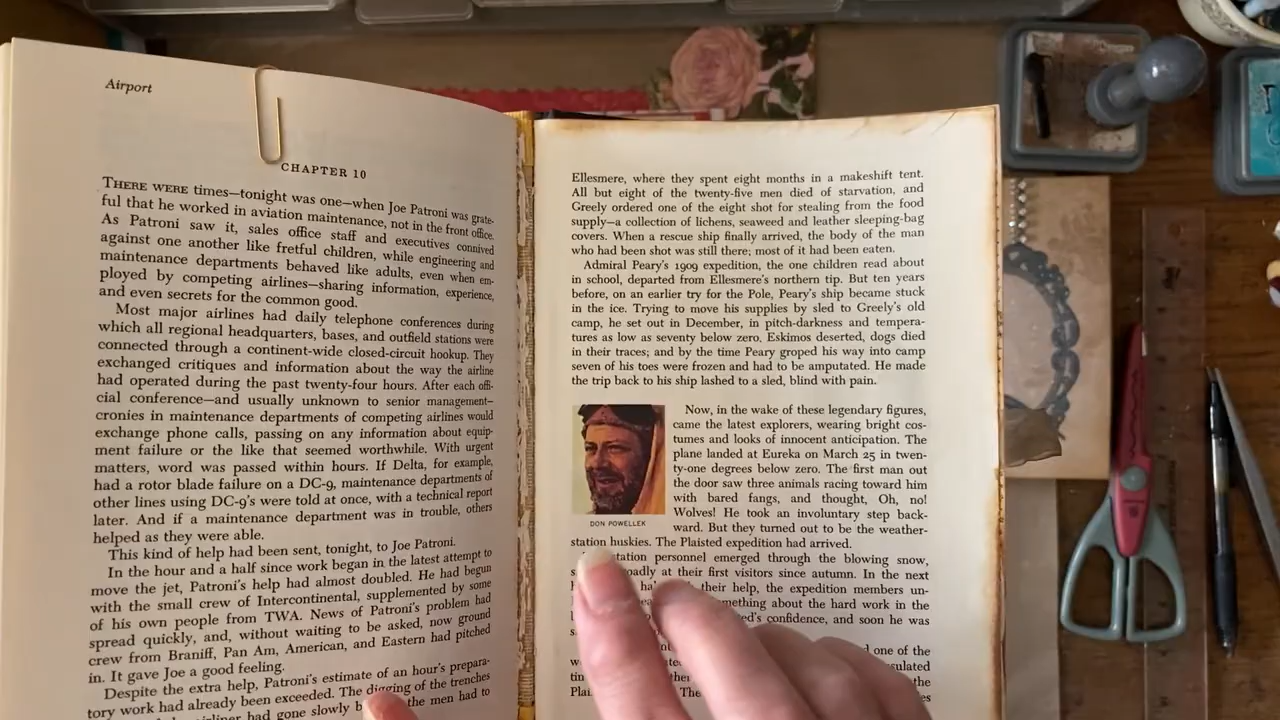 Airport
CHAPTER 10
THERE WERE times—tonight was one—when Joe Patroni was grate-
ful that he worked in aviation maintenance, not in the front office.
As Patroni saw it, sales office staff and executives connived
against one another like fretful children, while engineering and
maintenance departments behaved like adults, even when em-
ployed by competing airlines—sharing information, experience,
and even secrets for the common good.
Most major airlines had daily telephone conferences during
which all regional headquarters, bases, and outfield stations were
connected through a continent-wide closed-circuit hookup. They
exchanged critiques and information about the way the airline
had operated during the past twenty-four hours. After each offi-
cial conference—and usually unknown to senior management—
cronies in maintenance departments of competing airlines would
exchange phone calls, passing on any information about equip-
ment failure or the like that seemed worthwhile. With urgent
matters, word was passed within hours. If Delta, for example,
had a rotor blade failure on a DC-9, maintenance departments of
other lines using DC-9's were told at once, with a technical report
later. And if a maintenance department was in trouble, others
helped as they were able.
This kind of help had been sent, tonight, to Joe Patroni.
In the hour and a half since work began in the latest attempt to
move the jet, Patroni's help had almost doubled. He had begun
with the small crew of Intercontinental, supplemented by some
of his own people from TWA. News of Patroni's problem had
spread quickly, and, without waiting to be asked, now ground
crew from Braniff, Pan Am, American, and Eastern had pitched
in. It gave Joe a good feeling.
Despite the extra help, Patroni's estimate of an hour's prepara-
tory work had already been exceeded. The digging of the trenches
airliner had gone slowly the men had to
Ellesmere, where they spent eight months in a makeshift tent.
All but eight of the twenty-five men died of starvation, and
Greely ordered one of the eight shot for stealing from the food
supply—a collection of lichens, seaweed and leather sleeping-bag
covers. When a rescue ship finally arrived, the body of the man
who had been shot was still there; most of it had been eaten.
Admiral Peary's 1909 expedition, the one children read about
in school, departed from Ellesmere's northern tip. But ten years
before, on an earlier try for the Pole, Peary's ship became stuck
in the ice. Trying to move his supplies by sled to Greely's old
camp, he set out in December, in pitch-darkness and tempera-
tures as low as seventy below zero. Eskimos deserted, dogs died
in their traces; and by the time Peary groped his way into camp
seven of his toes were frozen and had to be amputated. He made
the trip back to his ship lashed to a sled, blind with pain.
Now, in the wake of these legendary figures,
came the latest explorers, wearing bright cos-
tumes and looks of innocent anticipation. The
plane landed at Eureka on March 25 in twen-
ty-one degrees below zero. The first man out
the door saw three animals racing toward him
with bared fangs, and thought, Oh, no!
Wolves! He took an involuntary step back-
ward. But they turned out to be the weather-
DON POWELLEK
station huskies. The Plaisted expedition had arrived.
station personnel emerged through the blowing snow,
broadly at their first visitors since autumn. In the next
their help, the expedition members un-
something about the hard work in the
confidence, and soon he was
one of the
the
The